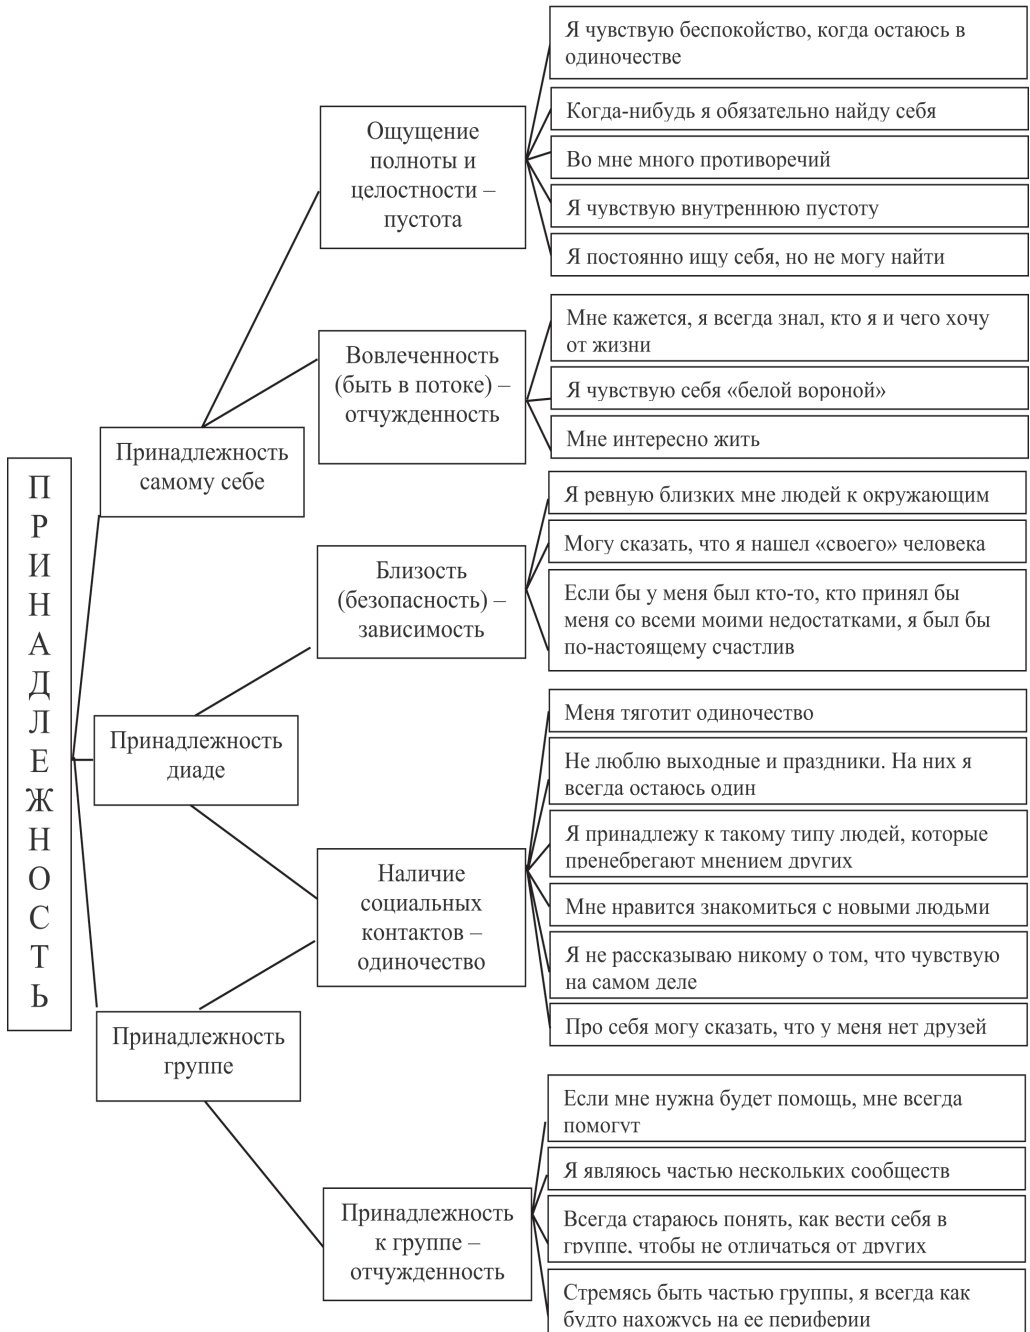 ПРИНАДЛЕЖНОСТЬ
Принадлежность
самому себе
Ощущение
полноты и
целостности –
пустота
Я чувствую беспокойство, когда остаюсь в
одиночестве
Когда-нибудь я обязательно найду себя
Во мне много противоречий
Я чувствую внутреннюю пустоту
Я постоянно ищу себя, но не могу найти
Вовлеченность
(быть в потоке) –
отчужденность
Мне кажется, я всегда знал, кто я и чего хочу
от жизни
Я чувствую себя «белой вороной»
Мне интересно жить
Принадлежность
диаде
Близость
(безопасность) –
зависимость
Я ревную близких мне людей к окружающим
Могу сказать, что я нашел «своего» человека
Если бы у меня был кто-то, кто принял бы
меня со всеми моими недостатками, я был бы
по-настоящему счастлив
Наличие
социальных
контактов –
одиночество
Меня тяготит одиночество
Не люблю выходные и праздники. На них я
всегда остаюсь один
Я принадлежу к такому типу людей, которые
пренебрегают мнением других
Мне нравится знакомиться с новыми людьми
Я не рассказываю никому о том, что чувствую
на самом деле
Про себя могу сказать, что у меня нет друзей
Принадлежность
группе
Принадлежность
к группе –
отчужденность
Если мне нужна будет помощь, мне всегда
помогут
Я являюсь частью нескольких сообществ
Всегда стараюсь понять, как вести себя в
группе, чтобы не отличаться от других
Стремясь быть частью группы, я всегда как
будто нахожусь на ее периферии